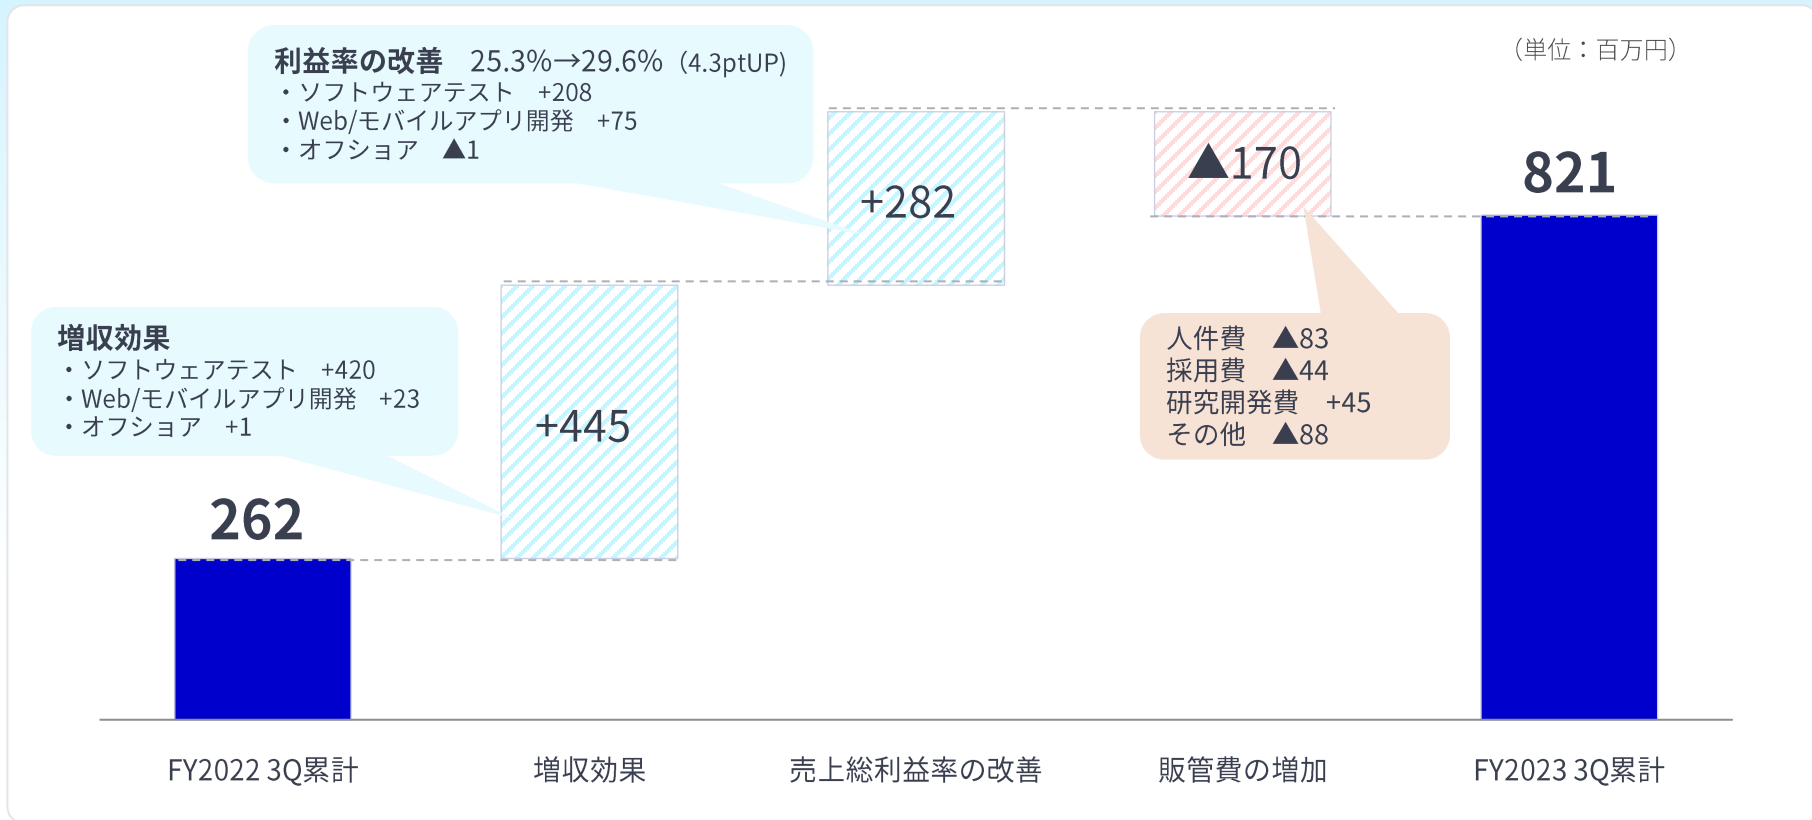 （単位：百万円）
利益率の改善　25.3%→29.6%（4.3ptUP)
・ソフトウェアテスト　+208
・Web/モバイルアプリ開発　+75
・オフショア　▲1
+282
▲170
821
増収効果
・ソフトウェアテスト　+420
・Web/モバイルアプリ開発　+23
・オフショア　+1
+445
人件費　▲83
採用費　▲44
研究開発費　+45
その他　▲88
262
FY2022 3Q累計
増収効果
売上総利益率の改善
販管費の増加
FY2023 3Q累計